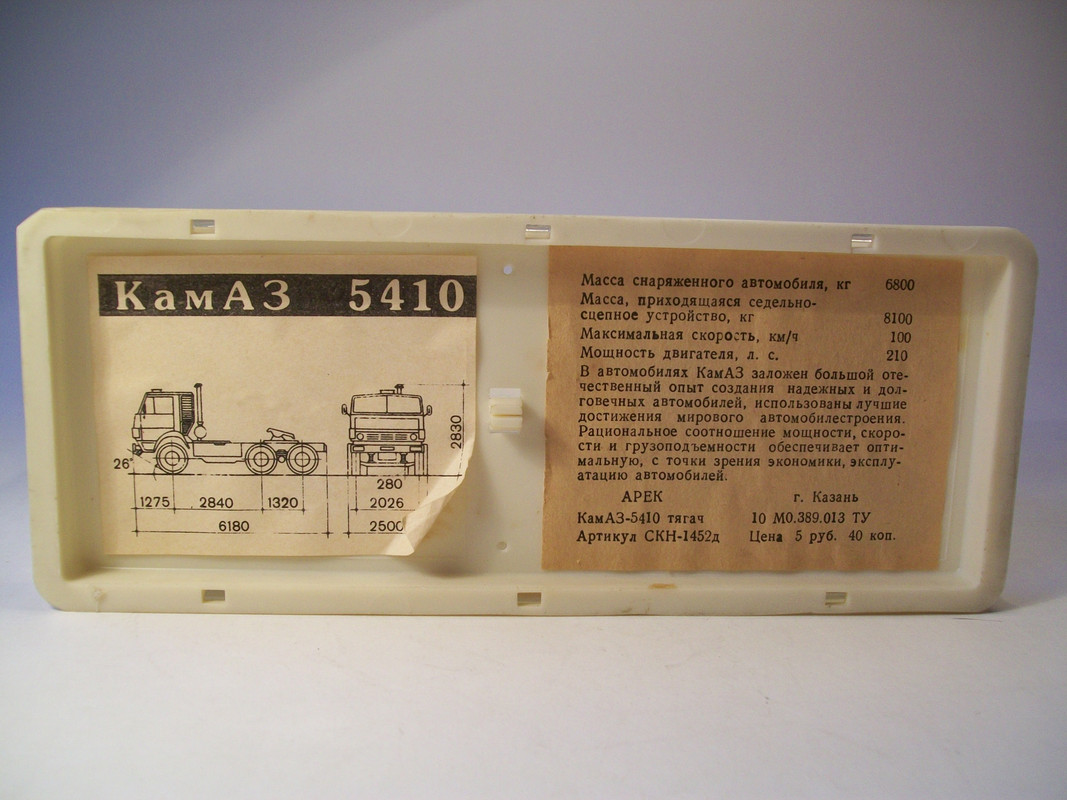 КамАЗ 5410
2830
26°
280
1275 2840 1320 2026
6180 2500
Масса снаряженного автомобиля, кг 6800
Масса, приходящаяся седельно-
сцепное устройство, кг 8100
Максимальная скорость, км/ч 100
Мощность двигателя, л. с. 210
В автомобилях КамАЗ заложен большой оте-
чественный опыт создания надежных и дол-
говечных автомобилей, использованы лучшие
достижения мирового автомобилестроения.
Рациональное соотношение мощности, скоро-
сти и грузоподъемности обеспечивает опти-
мальную, с точки зрения экономики, эксплу-
атацию автомобилей.
АРЕК г. Казань
КамАЗ-5410 тягач 10 М0.389.013 ТУ
Артикул СКН-1452д Цена 5 руб. 40 коп.